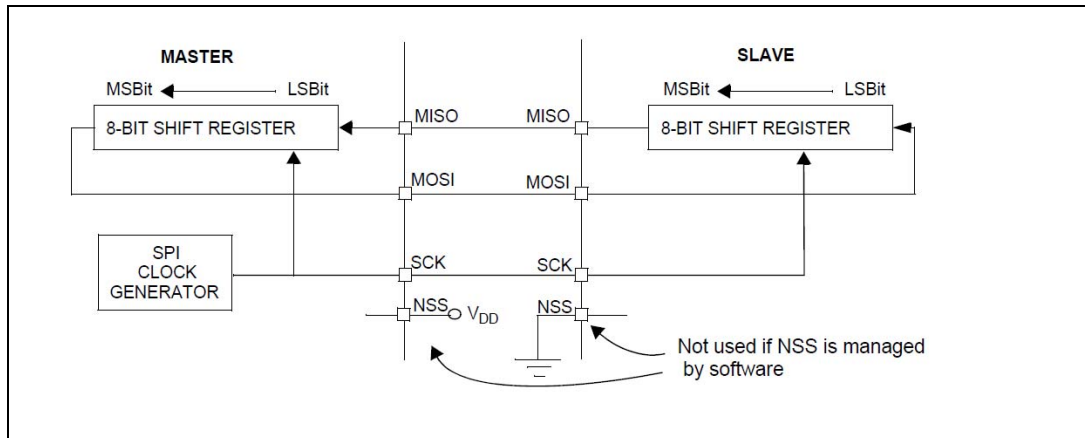 MASTER
SLAVE
MSBit LSBit
MSBit LSBit
8-BIT SHIFT REGISTER
MISO
MISO
8-BIT SHIFT REGISTER
MOSI
MOSI
SPI
CLOCK
GENERATOR
SCK
SCK
NSS
VDD
NSS
Not used if NSS is managed
by software